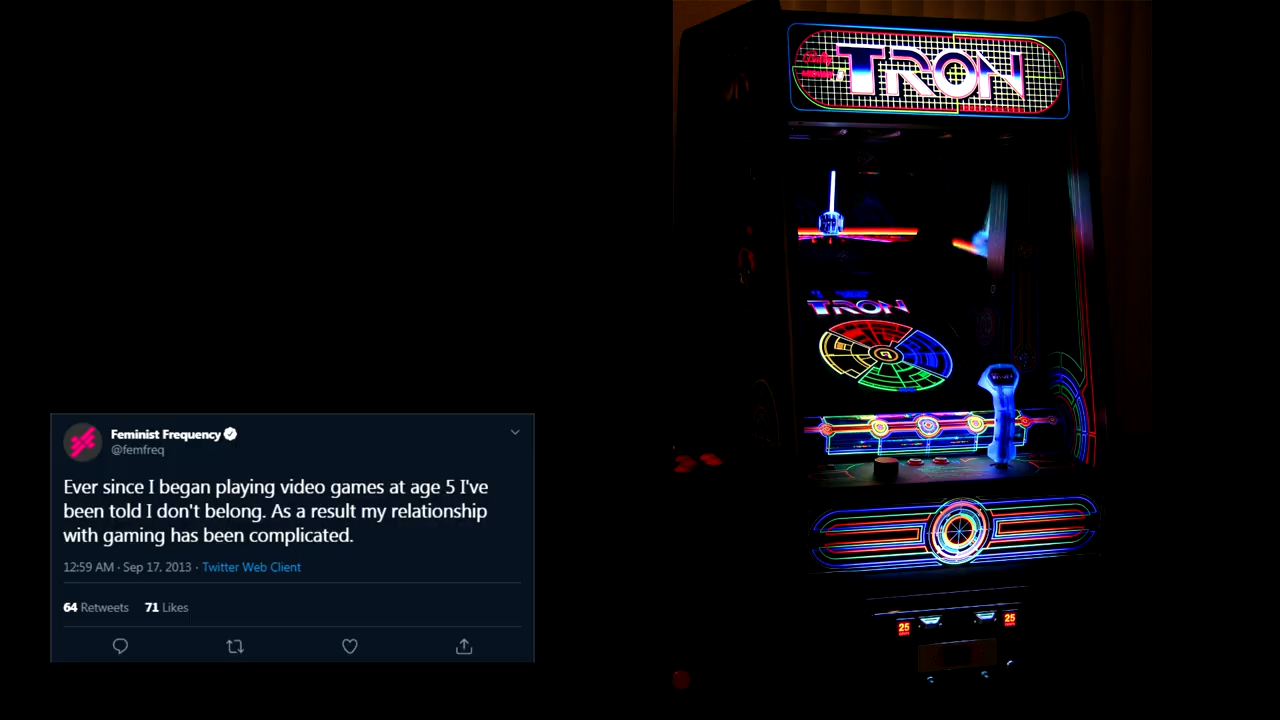 Bally
MIDWAY
TRON
TRON
Feminist Frequency
@femfreq
Ever since I began playing video games at age 5 I've
been told I don't belong. As a result my relationship
with gaming has been complicated.
12:59 AM · Sep 17, 2013 · Twitter Web Client
64 Retweets 71 Likes
25
25